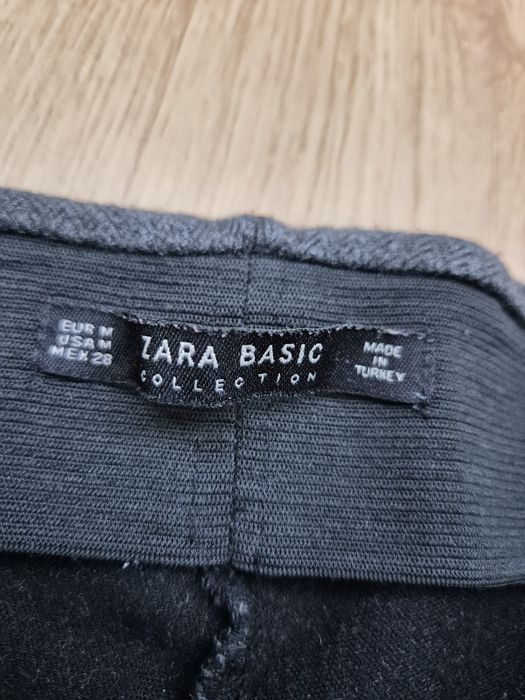 EUR M
USA M
MEX 28
ZARA BASIC
COLLECTION
MADE
IN
TURKEY